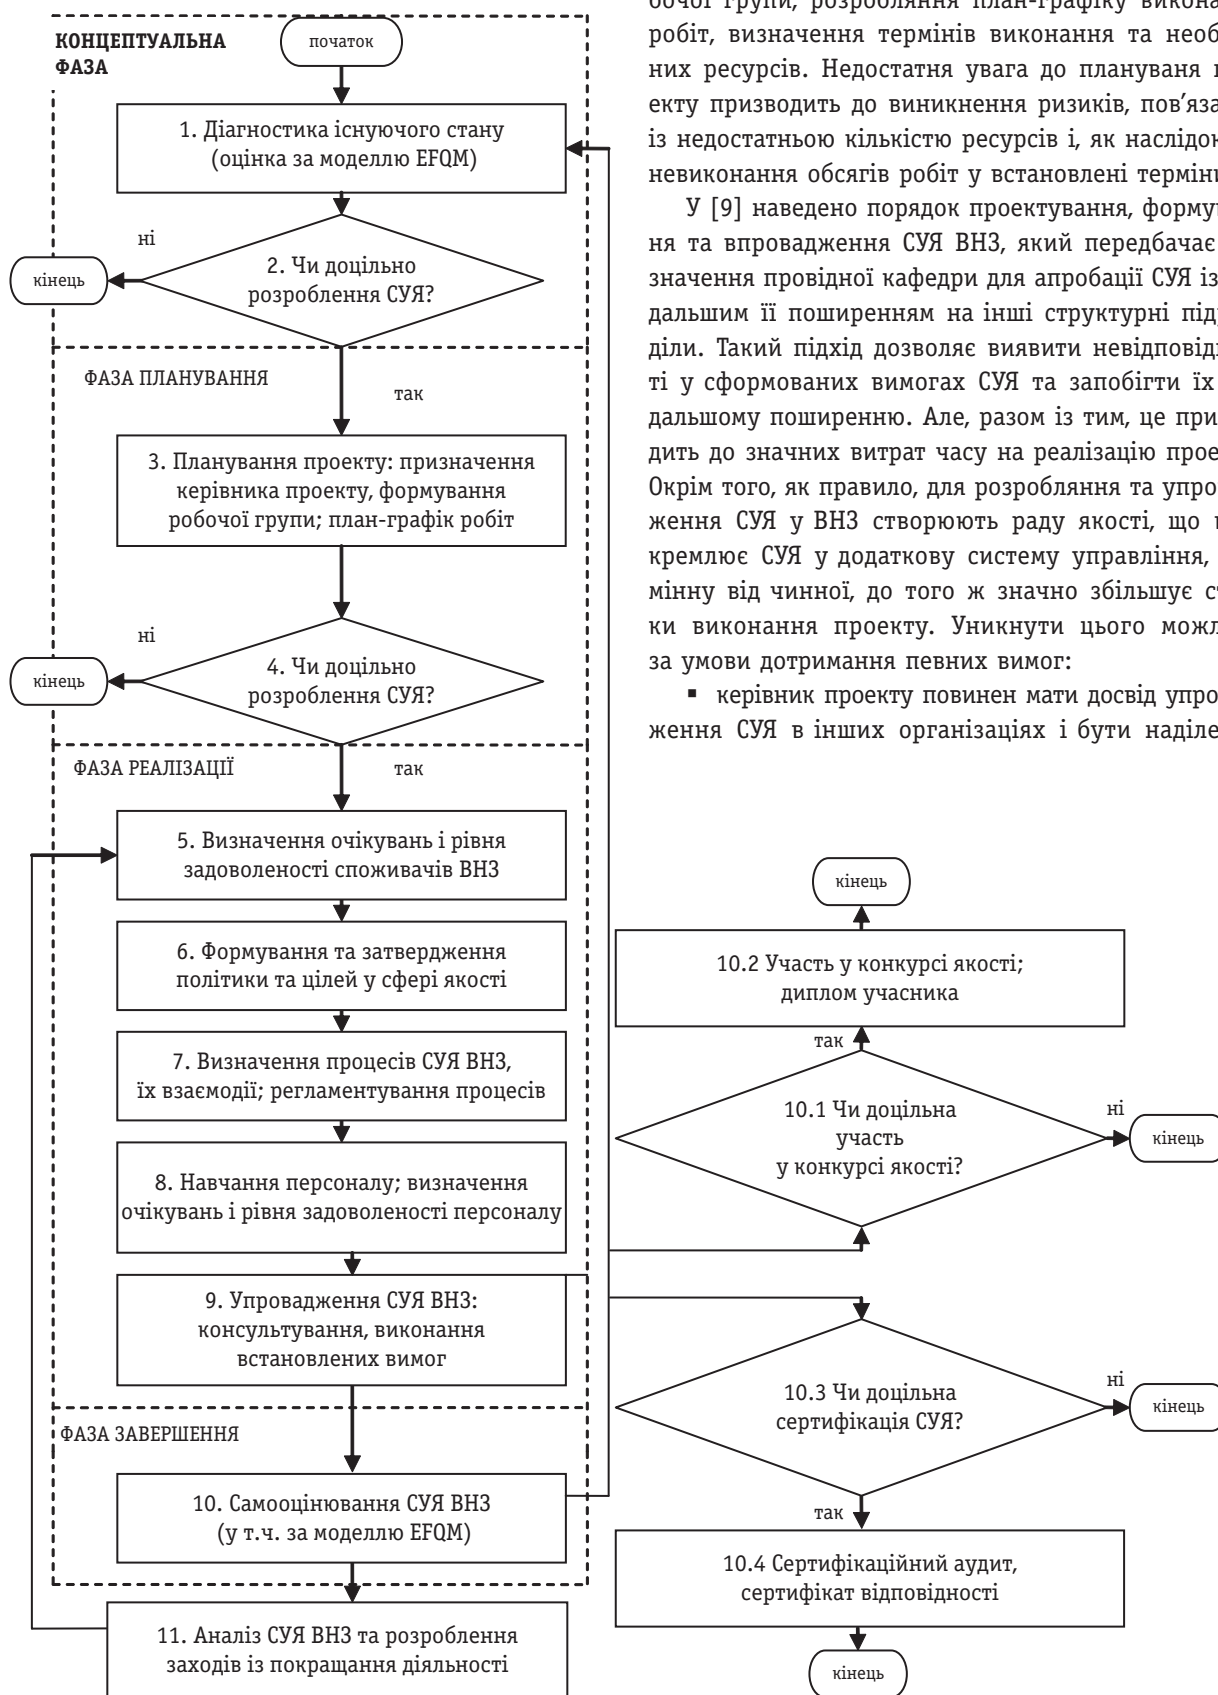 КОНЦЕПТУАЛЬНА
ФАЗА
початок
1. Діагностика існуючого стану
(оцінка за моделлю EFQM)
ні
кінець
2. Чи доцільно
розроблення СУЯ?
ФАЗА ПЛАНУВАННЯ
так
3. Планування проекту: призначення
керівника проекту, формування
робочої групи; план-графік робіт
ні
кінець
4. Чи доцільно
розроблення СУЯ?
ФАЗА РЕАЛІЗАЦІЇ
так
5. Визначення очікувань і рівня
задоволеності споживачів ВНЗ
6. Формування та затвердження
політики та цілей у сфері якості
7. Визначення процесів СУЯ ВНЗ,
їх взаємодії; регламентування процесів
8. Навчання персоналу; визначення
очікувань і рівня задоволеності персоналу
9. Упровадження СУЯ ВНЗ:
консультування, виконання
встановлених вимог
ФАЗА ЗАВЕРШЕННЯ
10. Самооцінювання СУЯ ВНЗ
(у т.ч. за моделлю EFQM)
11. Аналіз СУЯ ВНЗ та розроблення
заходів із покращання діяльності
бочої групи, розробляння план-графіку викона
робіт, визначення термінів виконання та необ
них ресурсів. Недостатня увага до плануваня
екту призводить до виникнення ризиків, пов’яза
із недостатньою кількістю ресурсів і, як наслідок
невиконання обсягів робіт у встановлені терміни
У [9] наведено порядок проектування, форму
ня та впровадження СУЯ ВНЗ, який передбачає
значення провідної кафедри для апробації СУЯ із
дальшим її поширенням на інші структурні під
діли. Такий підхід дозволяє виявити невідповід
ті у сформованих вимогах СУЯ та запобігти їх
дальшому поширенню. Але, разом із тим, це при
дить до значних витрат часу на реалізацію прое
Окрім того, як правило, для розробляння та упро
ження СУЯ у ВНЗ створюють раду якості, що
кремлює СУЯ у додаткову систему управління,
мінну від чинної, до того ж значно збільшує ст
ки виконання проекту. Уникнути цього можл
за умови дотримання певних вимог:
▪ керівник проекту повинен мати досвід упро
ження СУЯ в інших організаціях і бути наділе
кінець
10.2 Участь у конкурсі якості;
диплом учасника
так
10.1 Чи доцільна
участь
у конкурсі якості?
ні
кінець
10.3 Чи доцільна
сертифікація СУЯ?
ні
кінець
так
10.4 Сертифікаційний аудит,
сертифікат відповідності
кінець